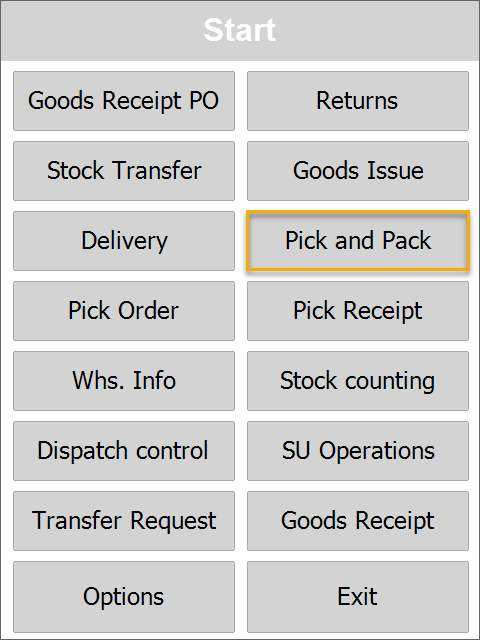 Start
Goods Receipt PO
Returns
Stock Transfer
Goods Issue
Delivery
Pick and Pack
Pick Order
Pick Receipt
Whs. Info
Stock counting
Dispatch control
SU Operations
Transfer Request
Goods Receipt
Options
Exit